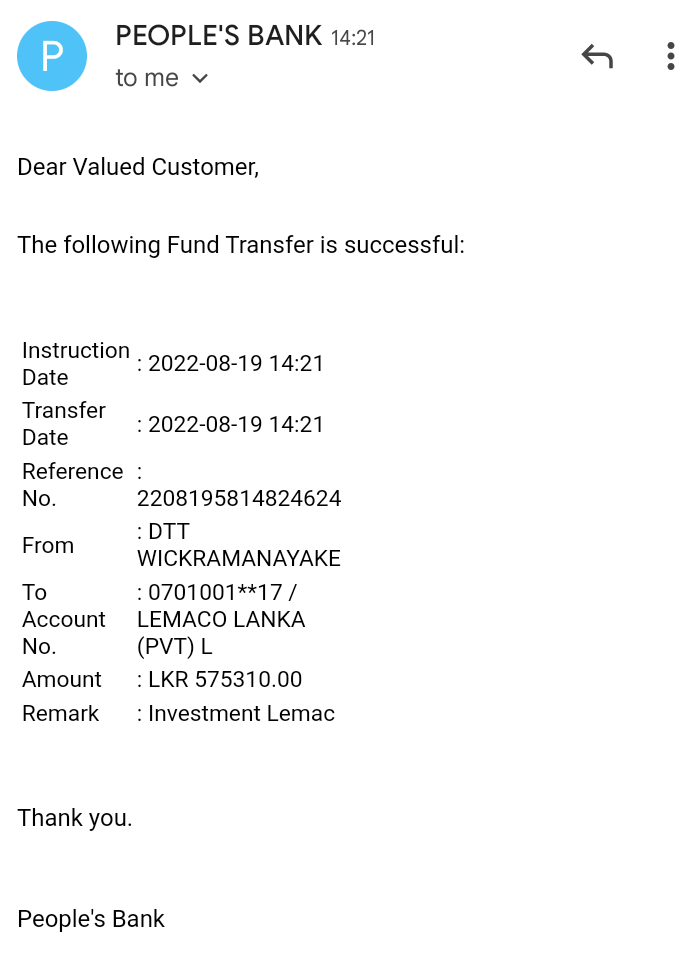 P
PEOPLE'S BANK 14:21
to me
Dear Valued Customer,
The following Fund Transfer is successful:
Instruction
Date
: 2022-08-19 14:21
Transfer
Date
: 2022-08-19 14:21
Reference
No.
:
2208195814824624
From
: DTT
WICKRAMANAYAKE
To
Account
No.
: 0701001**17 /
LEMACO LANKA
(PVT) L
Amount : LKR 575310.00
Remark : Investment Lemac
Thank you.
People's Bank